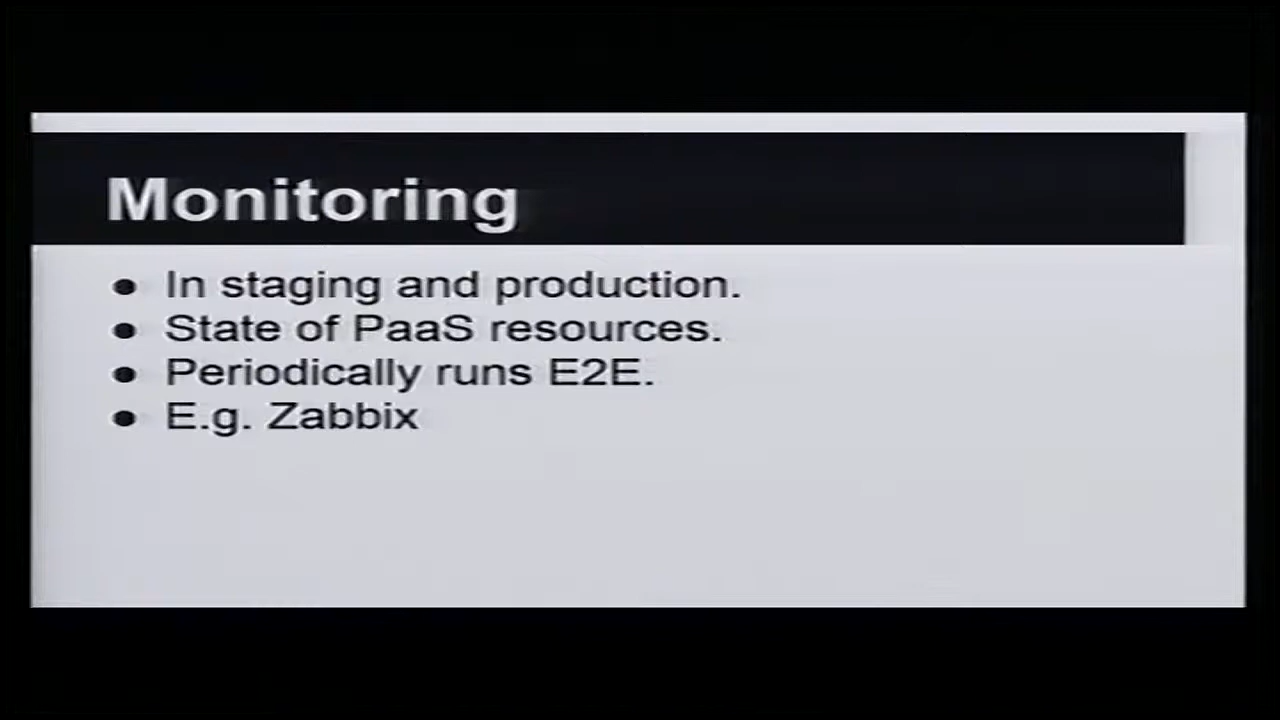 Monitoring
● In staging and production.
● State of PaaS resources.
● Periodically runs E2E.
● E.g. Zabbix